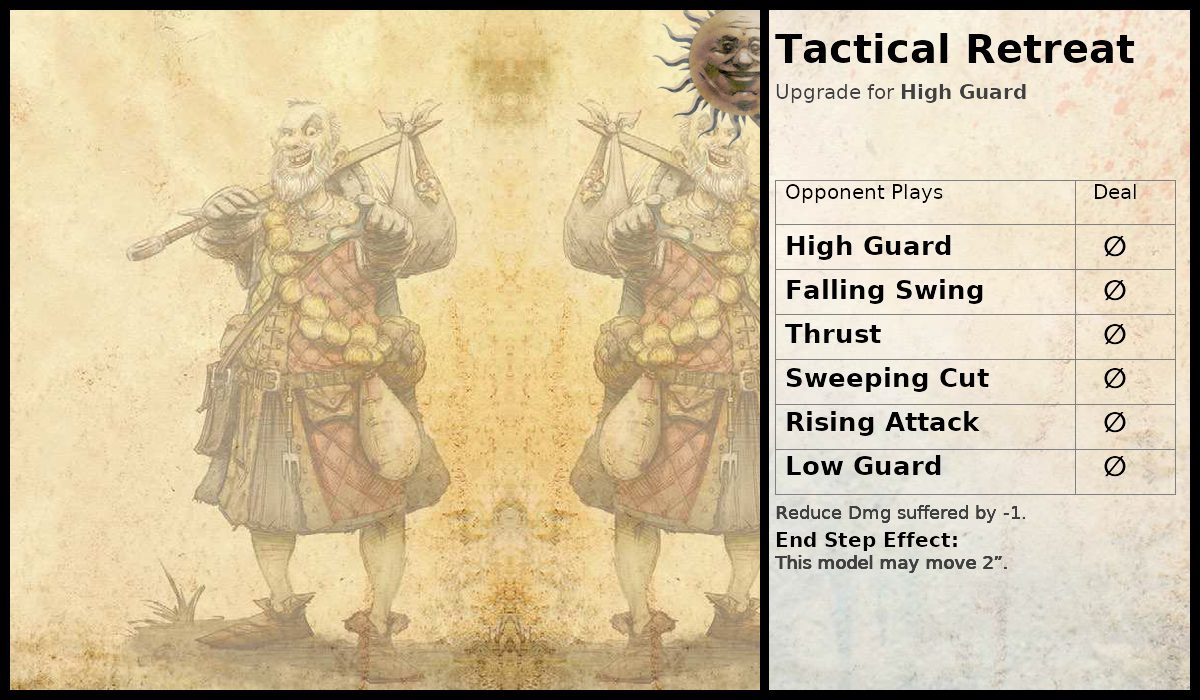 Tactical Retreat
Upgrade for High Guard
Opponent Plays Deal
High Guard ∅
Falling Swing ∅
Thrust ∅
Sweeping Cut ∅
Rising Attack ∅
Low Guard ∅
Reduce Dmg suffered by -1.
End Step Effect:
This model may move 2”.